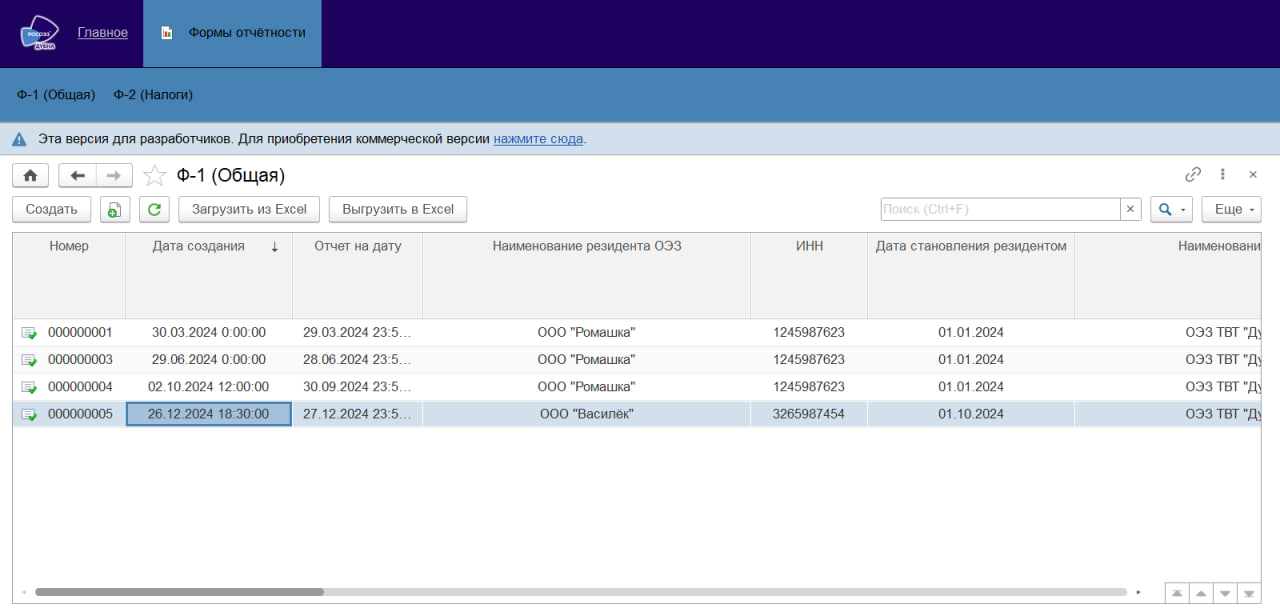 РОСОЭЗ
ДУБНА
Главное
Формы отчётности
Ф-1 (Общая) Ф-2 (Налоги)
Эта версия для разработчиков. Для приобретения коммерческой версии нажмите сюда.
Ф-1 (Общая)
Создать Загрузить из Excel Выгрузить в Excel Поиск (Ctrl+F) × Еще
Номер Дата создания ↓ Отчет на дату Наименование резидента ОЭЗ ИНН Дата становления резидентом Наименовани
000000001 30.03.2024 0:00:00 29.03.2024 23:5... ООО "Ромашка" 1245987623 01.01.2024 ОЭЗ ТВТ "Ду
000000003 29.06.2024 0:00:00 28.06.2024 23:5... ООО "Ромашка" 1245987623 01.01.2024 ОЭЗ ТВТ "Ду
000000004 02.10.2024 12:00:00 30.09.2024 23:5... ООО "Ромашка" 1245987623 01.01.2024 ОЭЗ ТВТ "Ду
000000005 26.12.2024 18:30:00 27.12.2024 23:5... ООО "Василёк" 3265987454 01.10.2024 ОЭЗ ТВТ "Ду